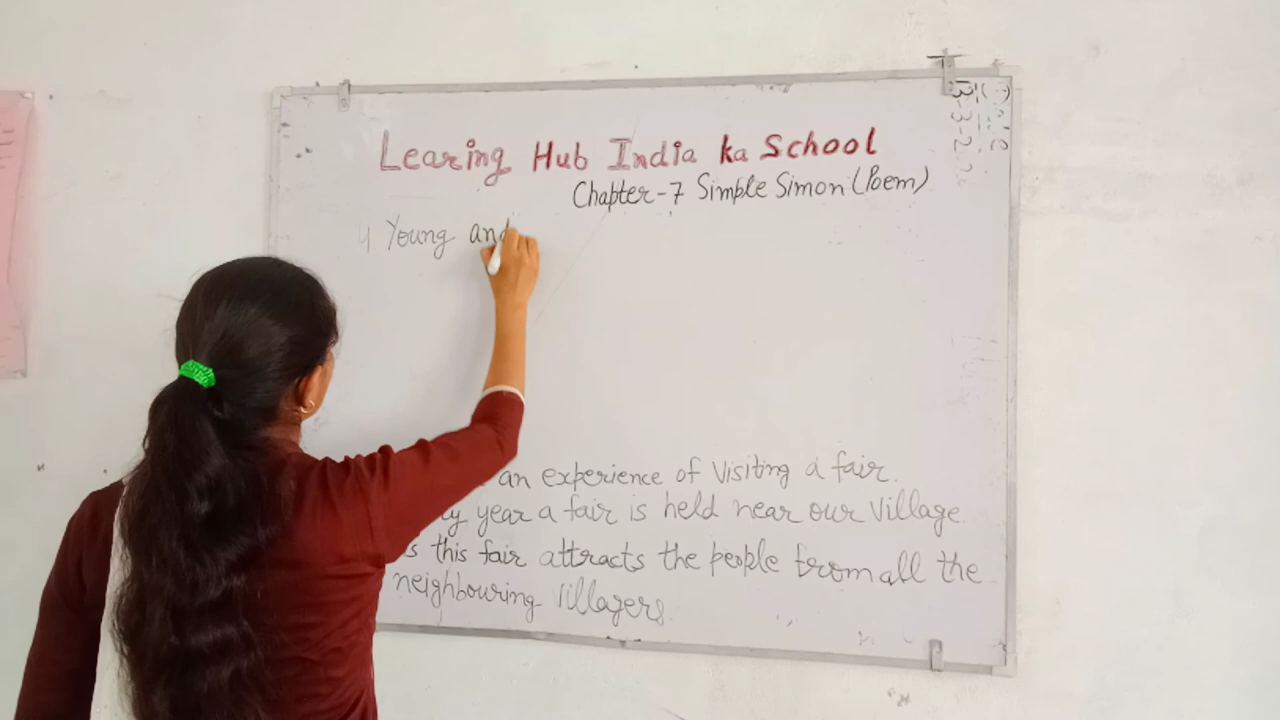 Learing Hub India ka School
Chapter-7 Simple Simon (Poem)
4. Young and
an experience of Visiting a fair.
year a fair is held near our Village
this fair attracts the people from all the
neighbouring Villagers.